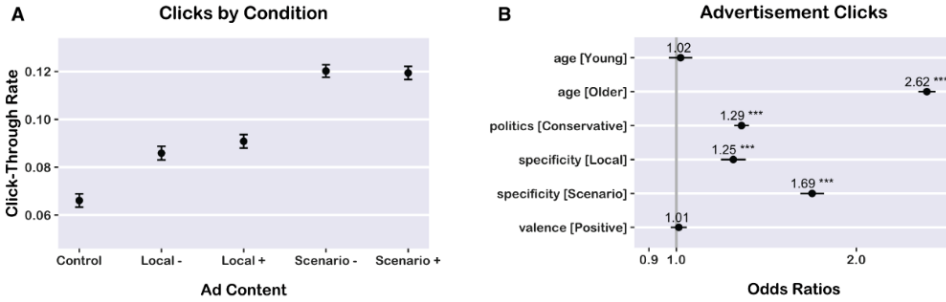 A
Clicks by Condition
Click-Through Rate
0.12
0.10
0.08
0.06
Control Local - Local + Scenario - Scenario +
Ad Content
B
Advertisement Clicks
age [Young] 1.02
age [Older] 2.62 ***
politics [Conservative] 1.29 ***
specificity [Local] 1.25 ***
specificity [Scenario] 1.69 ***
valence [Positive] 1.01
0.9 1.0 2.0
Odds Ratios